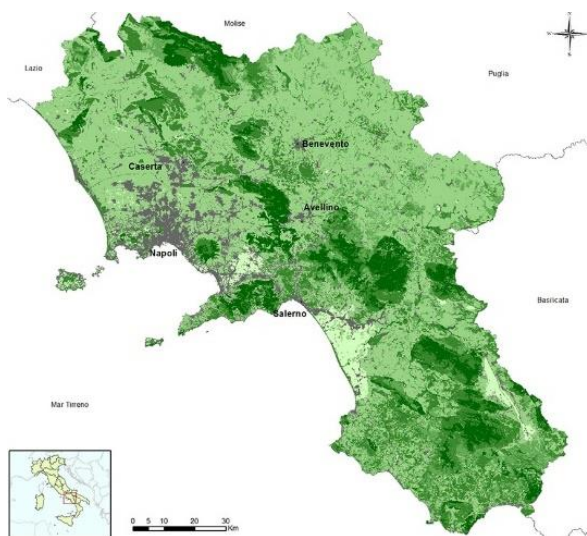 Molise
Lazio
Puglia
Benevento
Caserta
Avellino
Napoli
Salerno
Basilicata
Mar Tirreno
0 5 10 20 30
Km